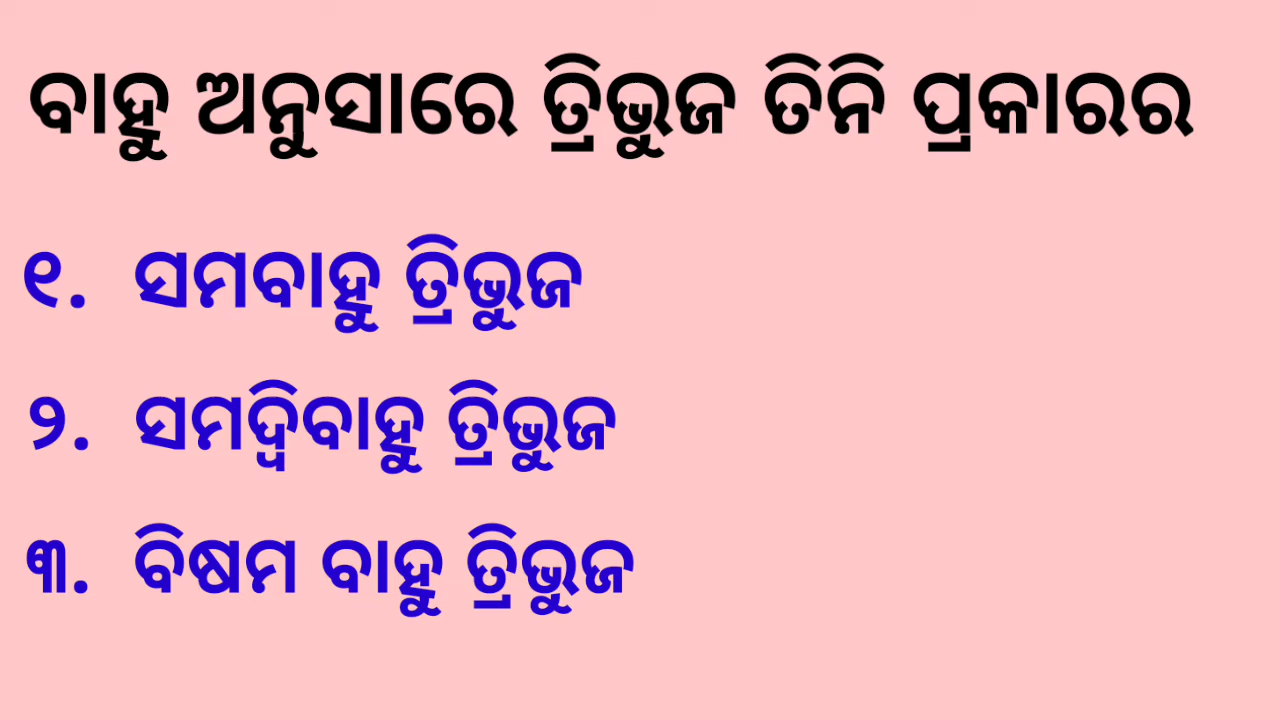 ବାହୁ ଅନୁସାରେ ତ୍ରିଭୁଜ ତିନି ପ୍ରକାରର
୧. ସମବାହୁ ତ୍ରିଭୁଜ
୨. ସମଦ୍ବିବାହୁ ତ୍ରିଭୁଜ
୩. ବିଷମ ବାହୁ ତ୍ରିଭୁଜ